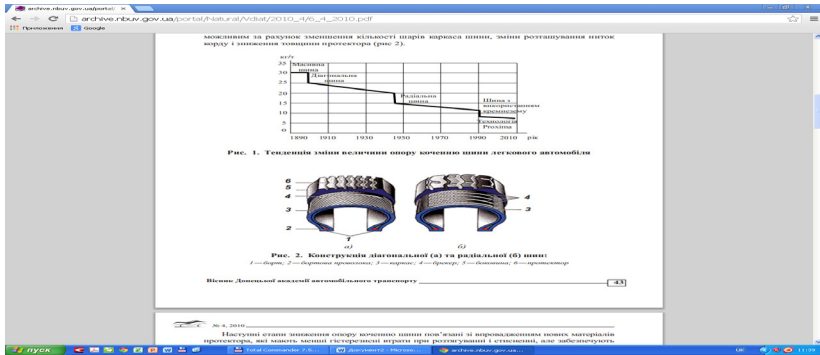 archive.nbuv.gov.ua/portal/
archive.nbuv.gov.ua/portal/Natural/Vdiat/2010_4/6_4_2010.pdf
Приложения Google
можливим за рахунок зменшення кількості шарів каркаса шини, зміни розташування ниток
корду і зниження товщини протектора (рис 2).
кг/т
35
30
25
20
15
10
5
0
Масивна
шина
Діагональна
шина
Радіальна
шина
Шина з
використанням
кремнезему
Технологія
Proxima
1890 1910 1930 1950 1970 1990 2010 рік
Рис. 1. Тенденція зміни величини опору коченню шини легкового автомобіля
6
5
4
3
2
1
4
3
а) б)
Рис. 2. Конструкція діагональної (а) та радіальної (б) шин:
1—борт; 2—бортова проволока; 3—каркас; 4—брекер; 5—боковина; 6—протектор
Вісник Донецької академії автомобільного транспорту 43
№ 4, 2010
Наступні етапи зниження опору коченню шин пов'язані зі впровадженням нових матеріалів
протектора, які мають менші гістерезисні втрати при розтягуванні і стисненні, але забезпечують
пуск
Total Commander 7.5...
Документ2 - Microso...
archive.nbuv.gov.ua...
UK
11:39